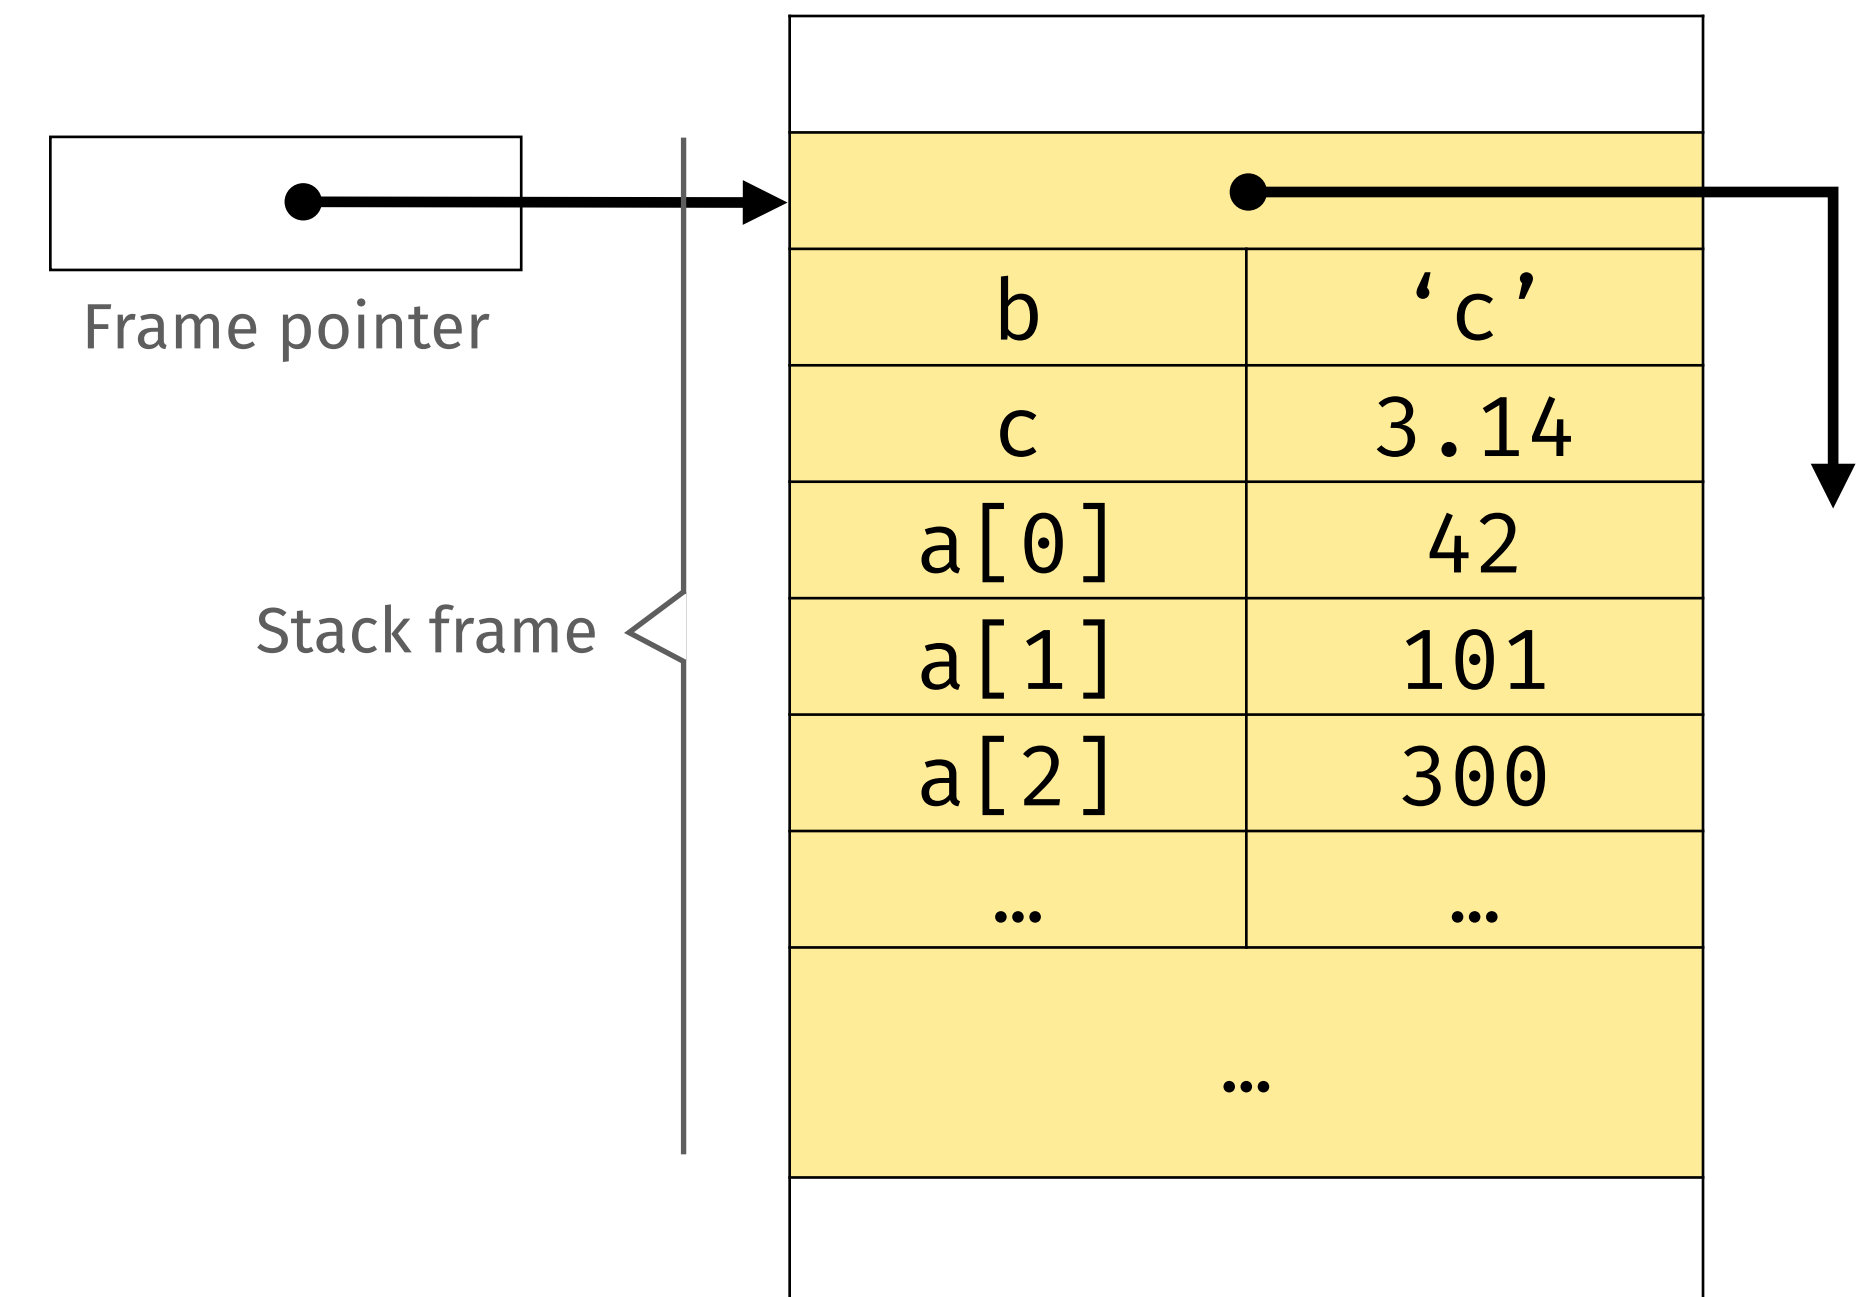 Frame pointer
b ‘c’
c 3.14
a[0] 42
Stack frame
a[1] 101
a[2] 300
… …
…